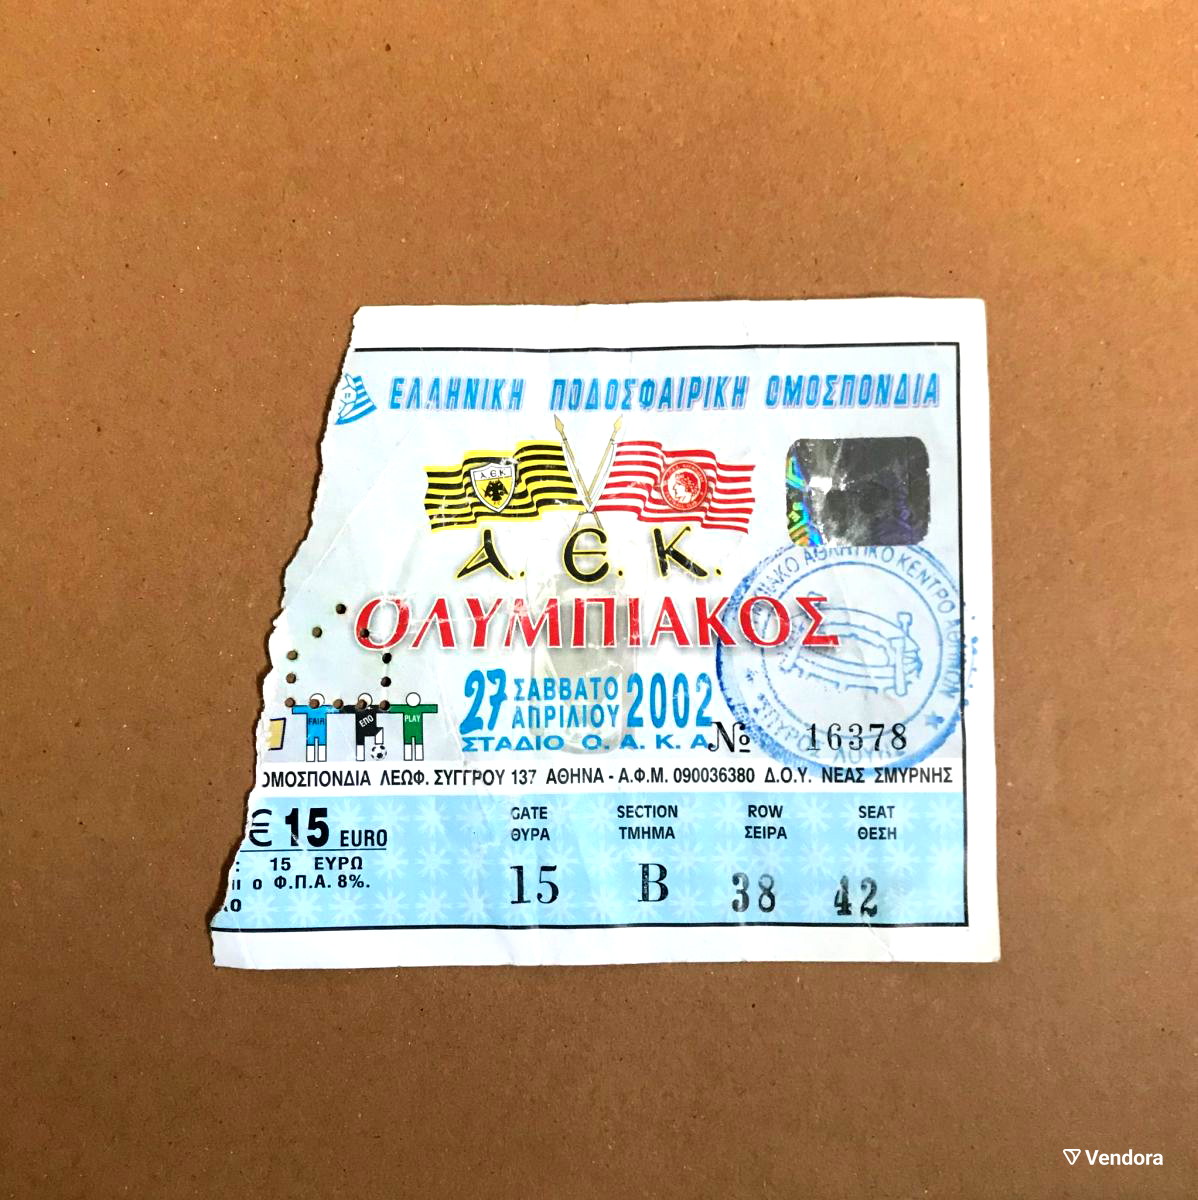 ΕΛΛΗΝΙΚΗ ΠΟΔΟΣΦΑΙΡΙΚΗ ΟΜΟΣΠΟΝΔΙΑ
Α.Ε.Κ
Α.Ε.Κ.
ΟΛΥΜΠΙΑΚΟΣ
27 ΣΑΒΒΑΤΟ ΑΠΡΙΛΙΟΥ 2002
ΣΤΑΔΙΟ Ο.Α.Κ.Α.
№ 16378
ΑΘΛΗΤΙΚΟ ΚΕΝΤΡΟ
FAIR ΕΠΟ PLAY
ΟΜΟΣΠΟΝΔΙΑ ΛΕΩΦ. ΣΥΓΓΡΟΥ 137 ΑΘΗΝΑ - Α.Φ.Μ. 090036380 Δ.Ο.Υ. ΝΕΑΣ ΣΜΥΡΝΗΣ
€ 15 EURO
: 15 ΕΥΡΩ
ο Φ.Π.Α. 8%.
GATE SECTION ROW SEAT
ΘΥΡΑ ΤΜΗΜΑ ΣΕΙΡΑ ΘΕΣΗ
15 B 38 42
Vendora